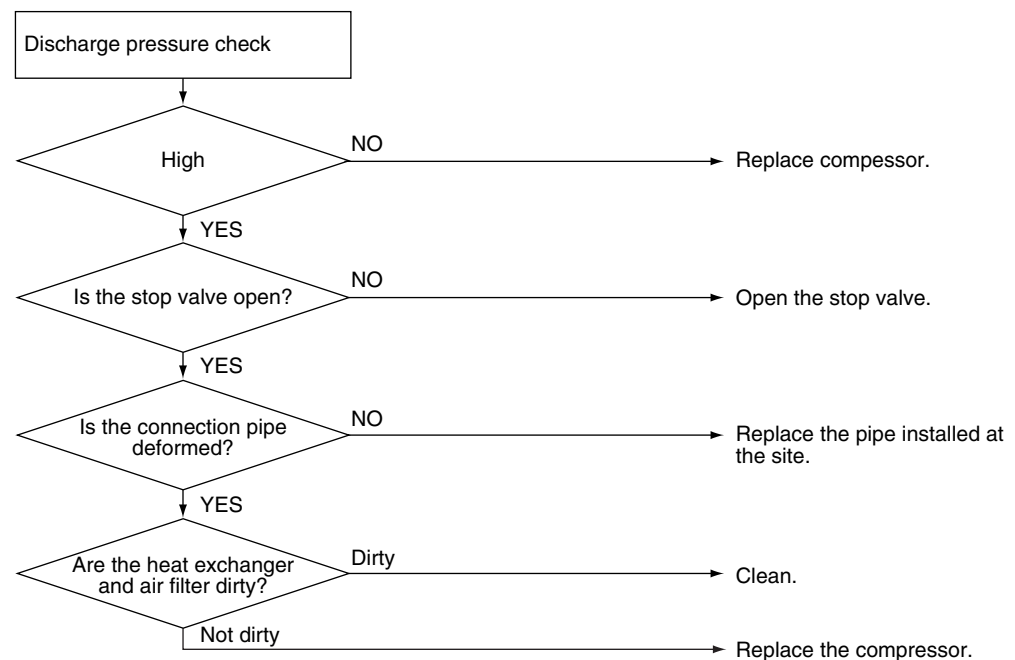 Discharge pressure check
High
NO
Replace compessor.
YES
Is the stop valve open?
NO
Open the stop valve.
YES
Is the connection pipe
deformed?
NO
Replace the pipe installed at
the site.
YES
Are the heat exchanger
and air filter dirty?
Dirty
Clean.
Not dirty
Replace the compressor.